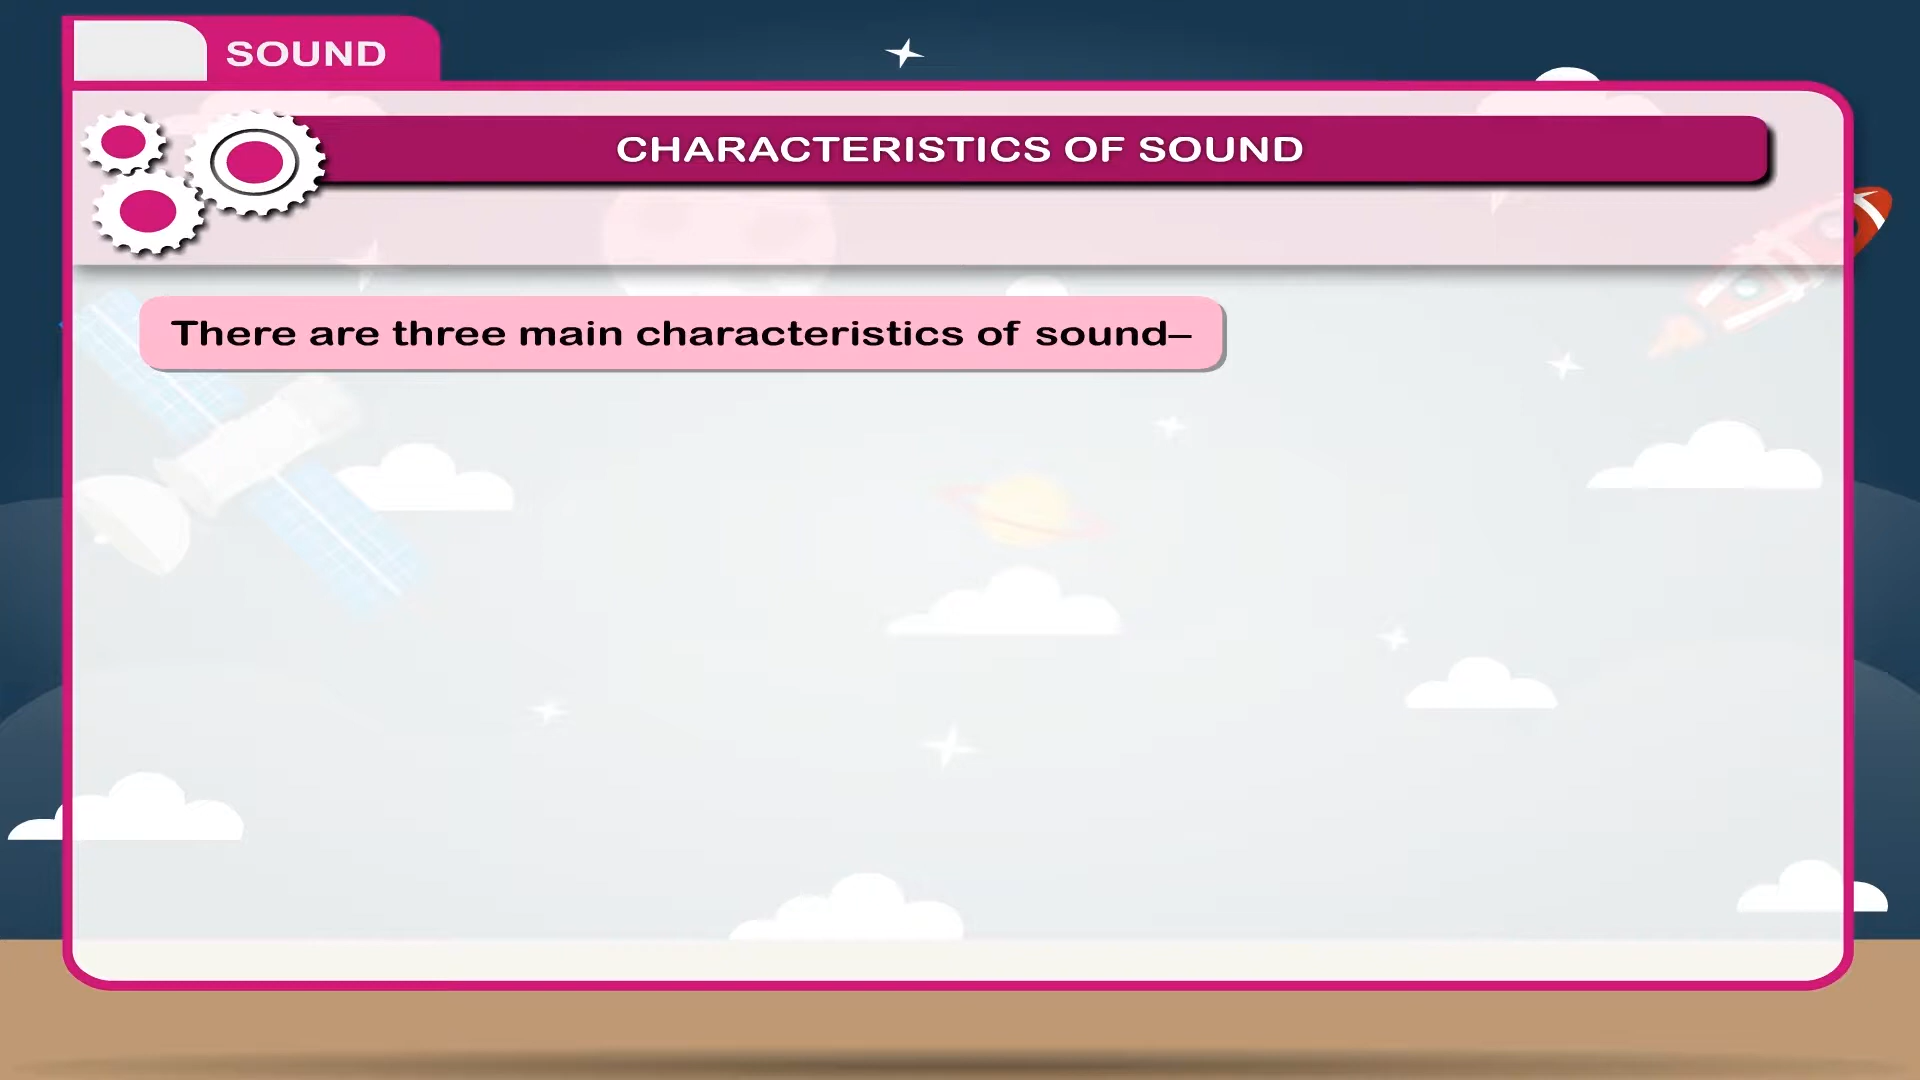 SOUND
CHARACTERISTICS OF SOUND
There are three main characteristics of sound–